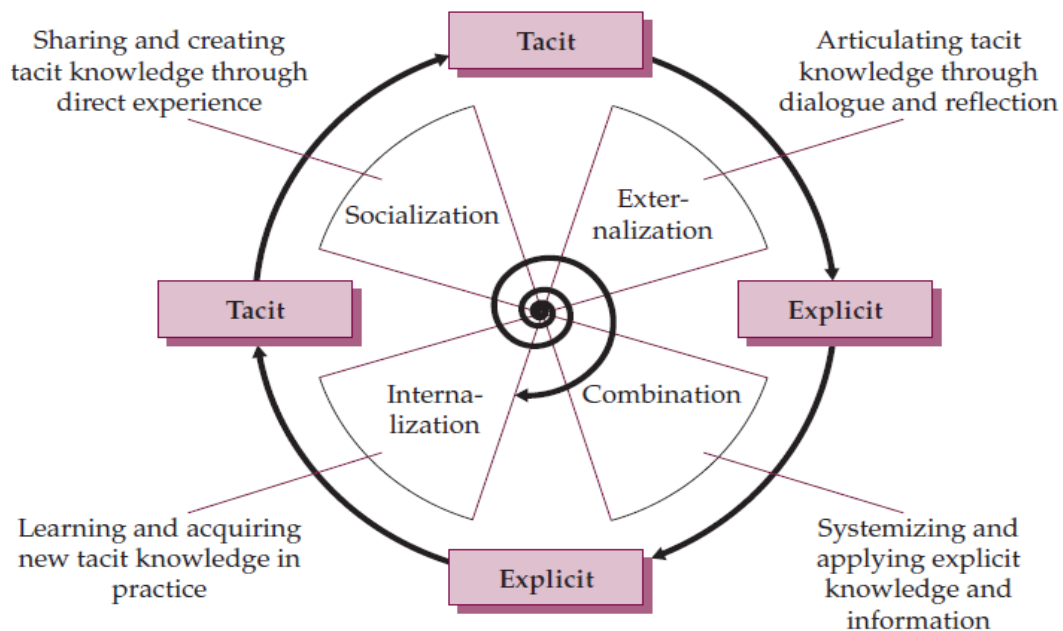 Sharing and creating
tacit knowledge through
direct experience
Tacit
Articulating tacit
knowledge through
dialogue and reflection
Socialization
Exter-
nalization
Tacit
Explicit
Interna-
lization
Combination
Learning and acquiring
new tacit knowledge in
practice
Explicit
Systemizing and
applying explicit
knowledge and
information